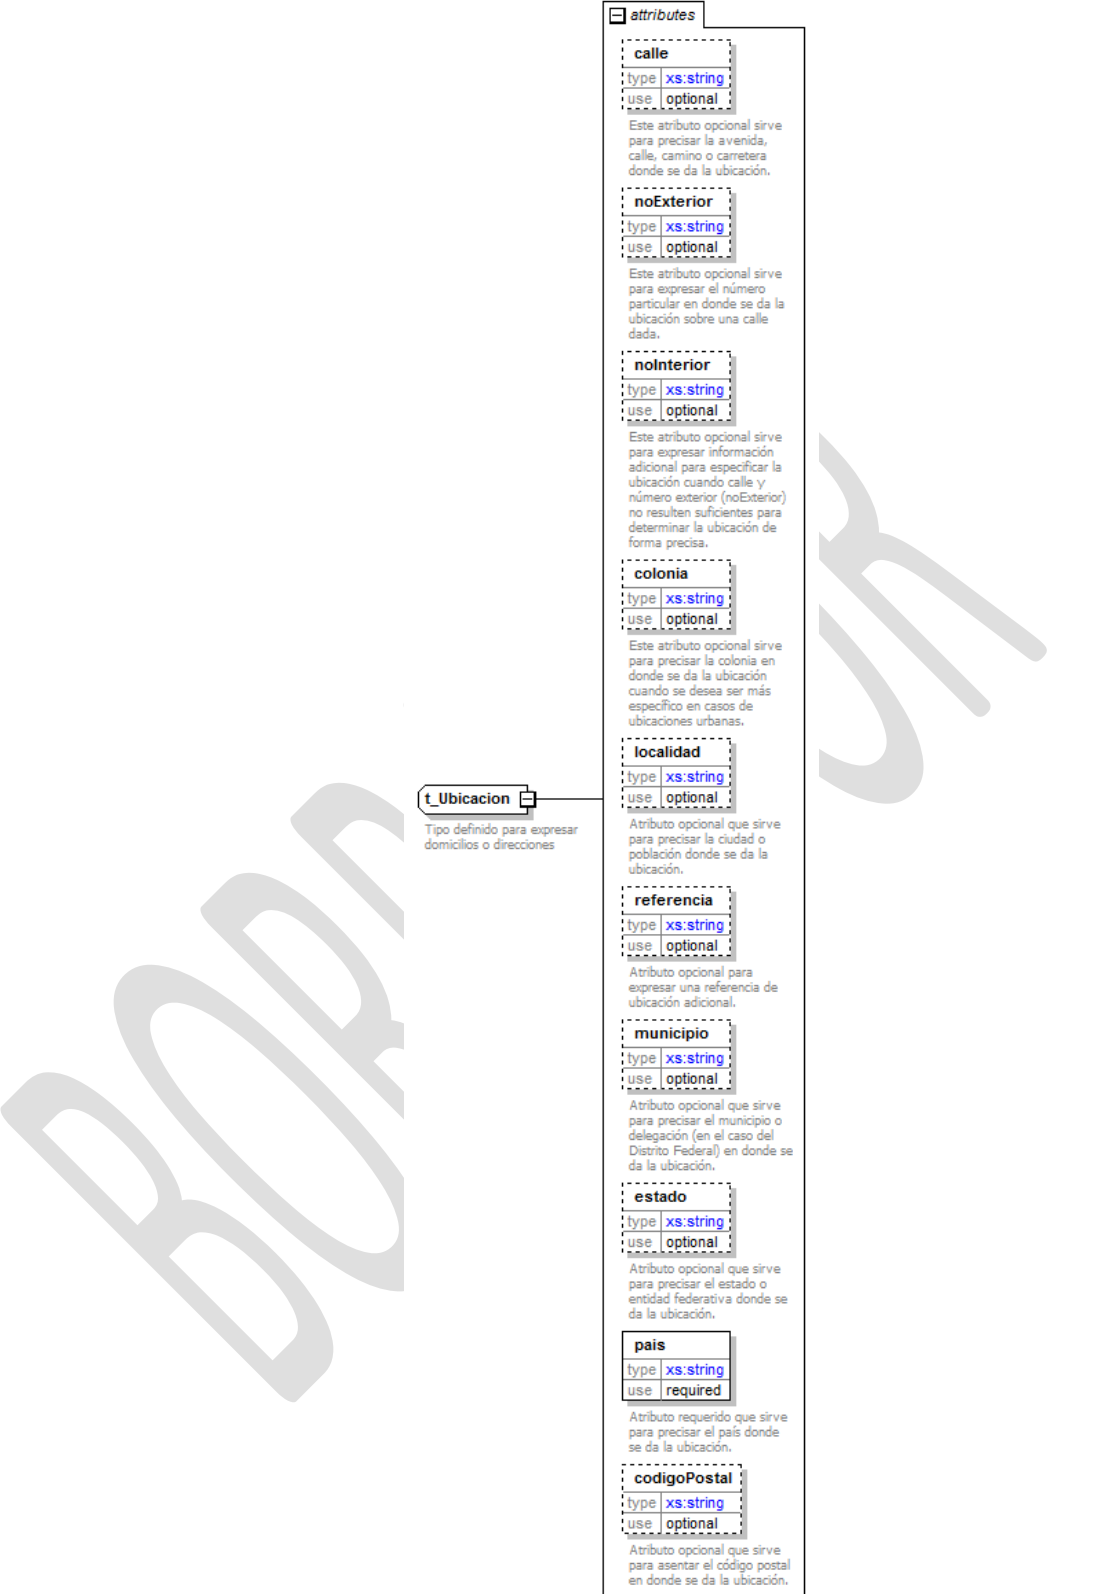 attributes
calle
type xs:string
use optional
Este atributo opcional sirve
para precisar la avenida,
calle, camino o carretera
donde se da la ubicación.
noExterior
type xs:string
use optional
Este atributo opcional sirve
para expresar el número
particular en donde se da la
ubicación sobre una calle
dada.
noInterior
type xs:string
use optional
Este atributo opcional sirve
para expresar información
adicional para especificar la
ubicación cuando calle y
número exterior (noExterior)
no resulten suficientes para
determinar la ubicación de
forma precisa.
colonia
type xs:string
use optional
Este atributo opcional sirve
para precisar la colonia en
donde se da la ubicación
cuando se desea ser más
específico en casos de
ubicaciones urbanas.
localidad
type xs:string
use optional
Atributo opcional que sirve
para precisar la ciudad o
población donde se da la
ubicación.
t_Ubicacion
Tipo definido para expresar
domicilios o direcciones
referencia
type xs:string
use optional
Atributo opcional para
expresar una referencia de
ubicación adicional.
municipio
type xs:string
use optional
Atributo opcional que sirve
para precisar el municipio o
delegación (en el caso del
Distrito Federal) en donde se
da la ubicación.
estado
type xs:string
use optional
Atributo opcional que sirve
para precisar el estado o
entidad federativa donde se
da la ubicación.
pais
type xs:string
use required
Atributo requerido que sirve
para precisar el país donde
se da la ubicación.
codigoPostal
type xs:string
use optional
Atributo opcional que sirve
para asentar el código postal
en donde se da la ubicación.